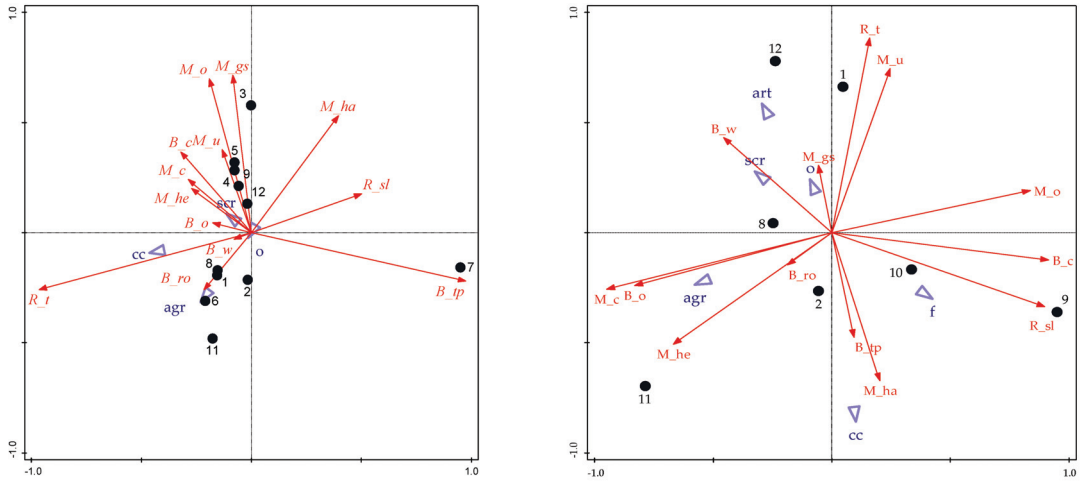 1.0
M_o
M_gs
3
M_ha
B_c
M_u
5
9
M_c
4
R_sl
M_he
12
scr
B_o
o
cc
B_w
8
7
B_ro
1
2
B_tp
R_t
6
agr
11
-1.0
-1.0
1.0
1.0
12
R_t
M_u
1
art
B_w
M_gs
scr
o
M_o
8
B_c
10
B_ro
agr
M_c
B_o
2
9
f
R_sl
M_he
B_tp
M_ha
11
cc
-1.0
-1.0
1.0